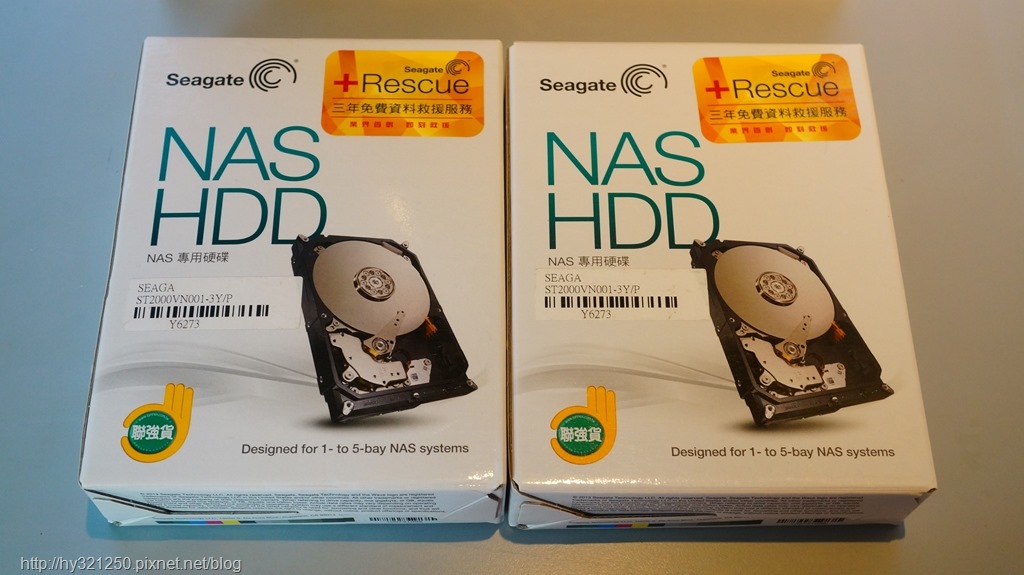 Seagate
Seagate
+Rescue
三年免費資料救援服務
NAS
HDD
NAS 專用硬碟
SEAGA
ST2000VN001-3Y/P
Y6273
聯強貨
Designed for 1- to 5-bay NAS systems
Seagate
Seagate
+Rescue
三年免費資料救援服務
NAS
HDD
NAS 專用硬碟
SEAGA
ST2000VN001-3Y/P
Y6273
聯強貨
Designed for 1- to 5-bay NAS systems
http://hy321250.pixnet.net/blog